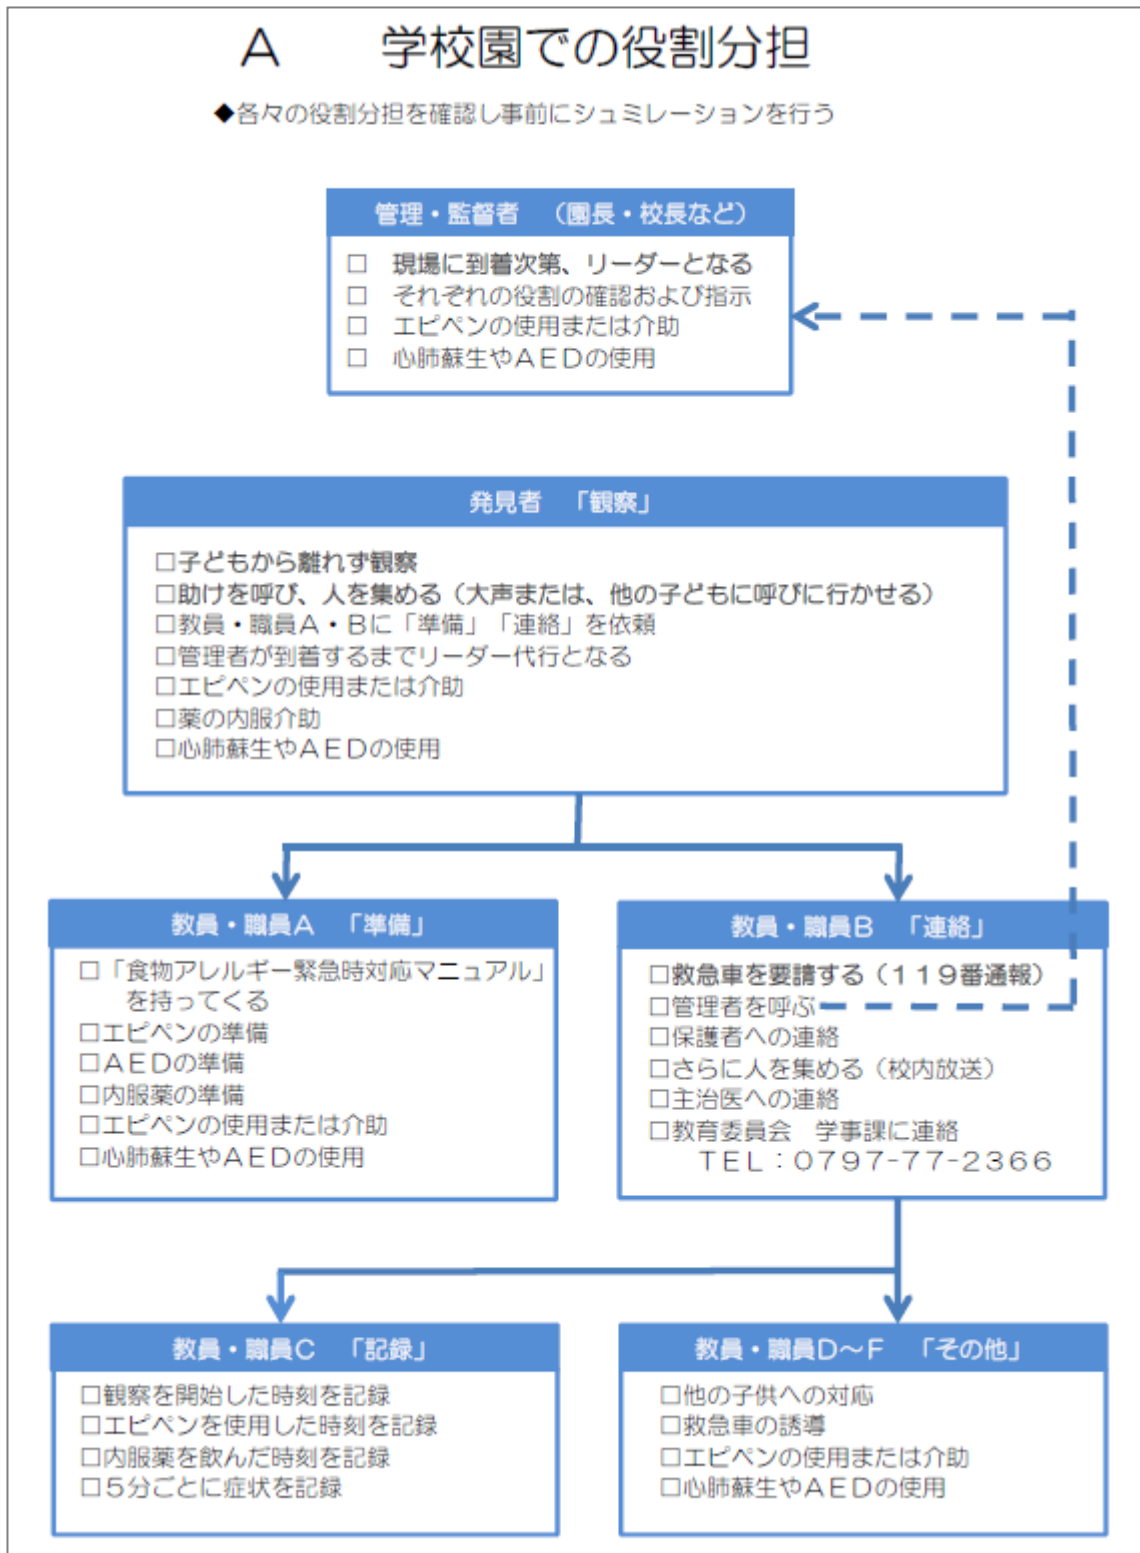 A　学校園での役割分担
◆各々の役割分担を確認し事前にシュミレーションを行う
管理・監督者　（園長・校長など）
□　現場に到着次第、リーダーとなる
□　それぞれの役割の確認および指示
□　エピペンの使用または介助
□　心肺蘇生やＡＥＤの使用
発見者　「観察」
□子どもから離れず観察
□助けを呼び、人を集める（大声または、他の子どもに呼びに行かせる）
□教員・職員Ａ・Ｂに「準備」「連絡」を依頼
□管理者が到着するまでリーダー代行となる
□エピペンの使用または介助
□薬の内服介助
□心肺蘇生やＡＥＤの使用
教員・職員Ａ　「準備」
□「食物アレルギー緊急時対応マニュアル」
を持ってくる
□エピペンの準備
□ＡＥＤの準備
□内服薬の準備
□エピペンの使用または介助
□心肺蘇生やＡＥＤの使用
教員・職員Ｂ　「連絡」
□救急車を要請する（１１９番通報）
□管理者を呼ぶ
□保護者への連絡
□さらに人を集める（校内放送）
□主治医への連絡
□教育委員会　学事課に連絡
ＴＥＬ：０７９７-７７-２３６６
教員・職員Ｃ　「記録」
□観察を開始した時刻を記録
□エピペンを使用した時刻を記録
□内服薬を飲んだ時刻を記録
□５分ごとに症状を記録
教員・職員Ｄ～Ｆ　「その他」
□他の子供への対応
□救急車の誘導
□エピペンの使用または介助
□心肺蘇生やＡＥＤの使用